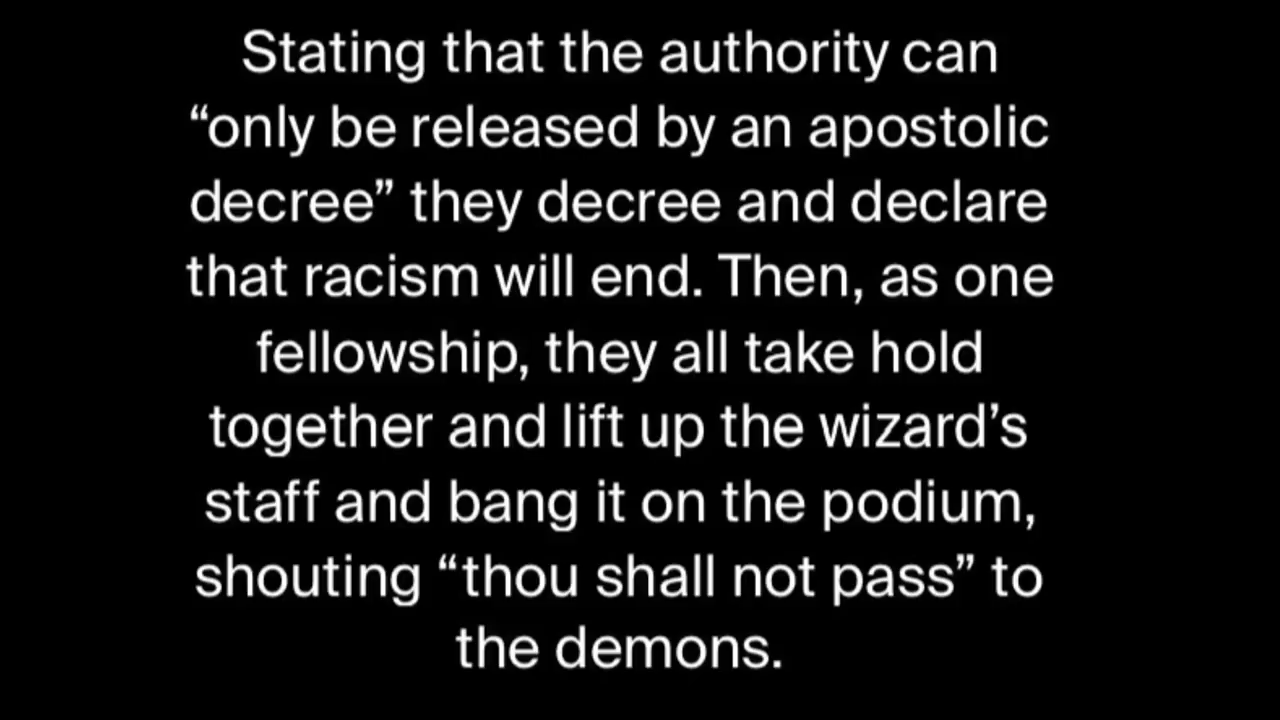 Stating that the authority can
“only be released by an apostolic
decree” they decree and declare
that racism will end. Then, as one
fellowship, they all take hold
together and lift up the wizard’s
staff and bang it on the podium,
shouting “thou shall not pass” to
the demons.